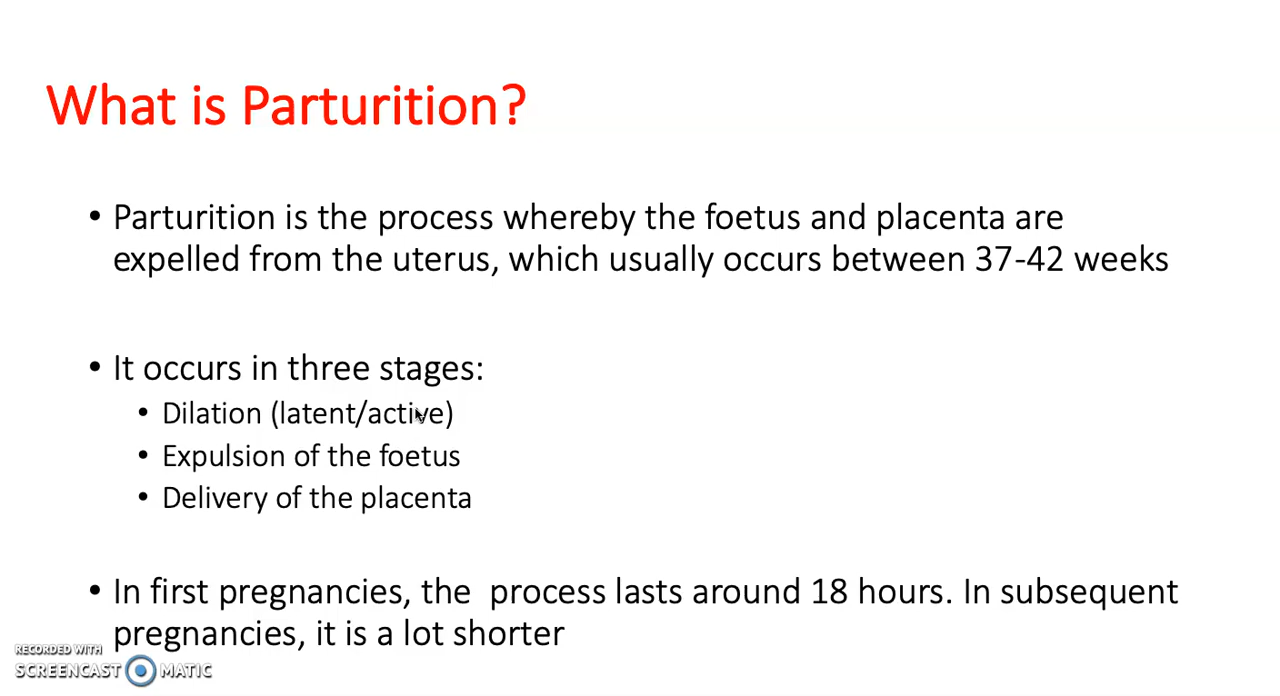 What is Parturition?
• Parturition is the process whereby the foetus and placenta are
expelled from the uterus, which usually occurs between 37-42 weeks
• It occurs in three stages:
• Dilation (latent/active)
• Expulsion of the foetus
• Delivery of the placenta
• In first pregnancies, the  process lasts around 18 hours. In subsequent
pregnancies, it is a lot shorter
RECORDED WITH
SCREENCAST MATIC